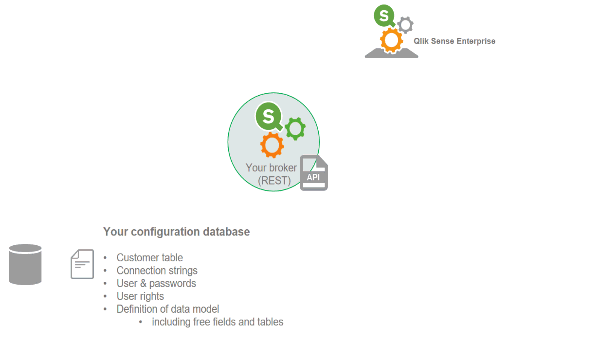 S
Qlik Sense Enterprise
S
Your broker
(REST)
API
Your configuration database
• Customer table
• Connection strings
• User & passwords
• User rights
• Definition of data model
• including free fields and tables